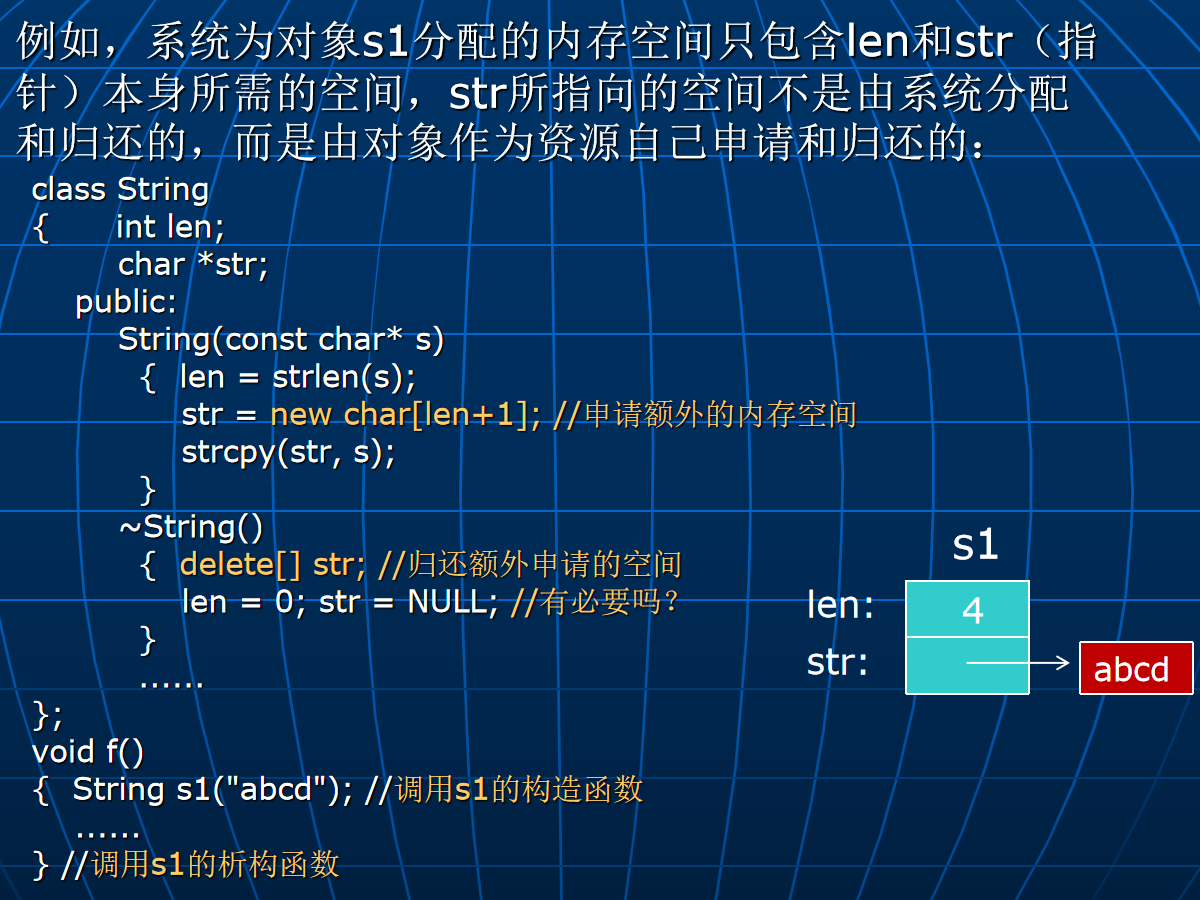 例如，系统为对象s1分配的内存空间只包含len和str（指
针）本身所需的空间，str所指向的空间不是由系统分配
和归还的，而是由对象作为资源自己申请和归还的：
class String
{ int len;
char *str;
public:
String(const char* s)
{ len = strlen(s);
str = new char[len+1]; //申请额外的内存空间
strcpy(str, s);
}
~String()
{ delete[] str; //归还额外申请的空间
len = 0; str = NULL; //有必要吗？
}
......
};
void f()
{ String s1("abcd"); //调用s1的构造函数
......
} //调用s1的析构函数
s1
len: 4
str: abcd